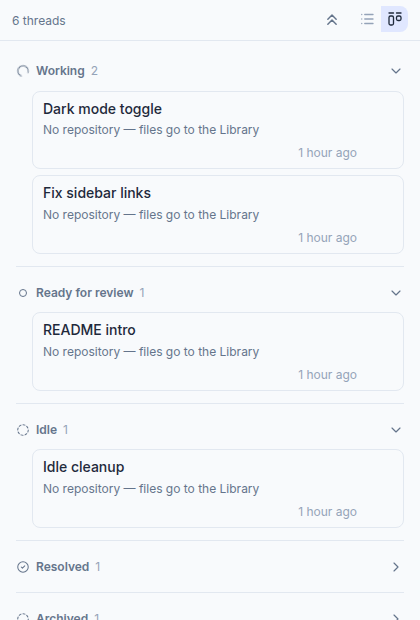 6 threads
Working 2
Dark mode toggle
No repository — files go to the Library
1 hour ago
Fix sidebar links
No repository — files go to the Library
1 hour ago
Ready for review 1
README intro
No repository — files go to the Library
1 hour ago
Idle 1
Idle cleanup
No repository — files go to the Library
1 hour ago
Resolved 1
Archived 1